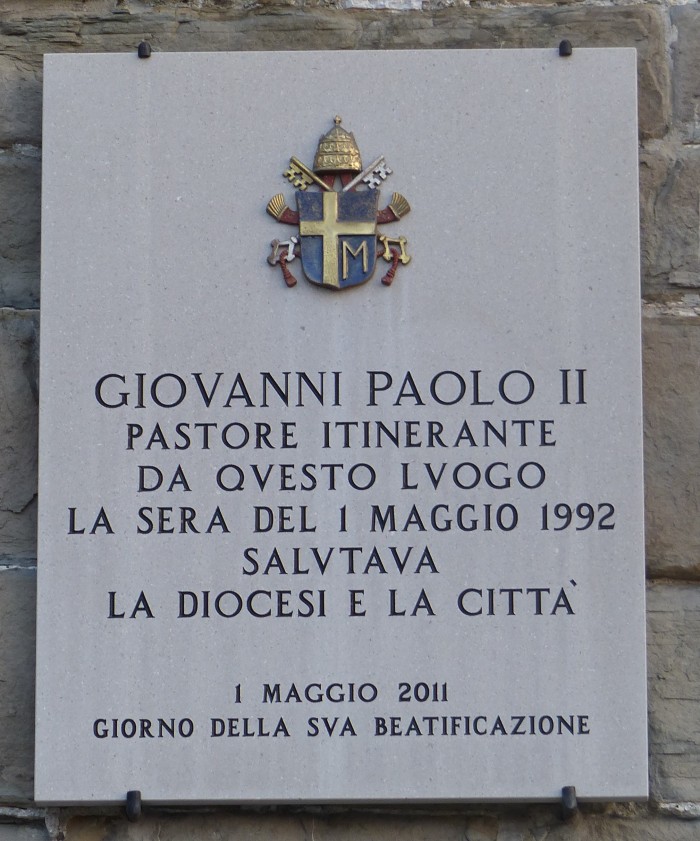 M
GIOVANNI PAOLO II
PASTORE ITINERANTE
DA QVESTO LVOGO
LA SERA DEL 1 MAGGIO 1992
SALVTAVA
LA DIOCESI E LA CITTÀ
1 MAGGIO 2011
GIORNO DELLA SVA BEATIFICAZIONE